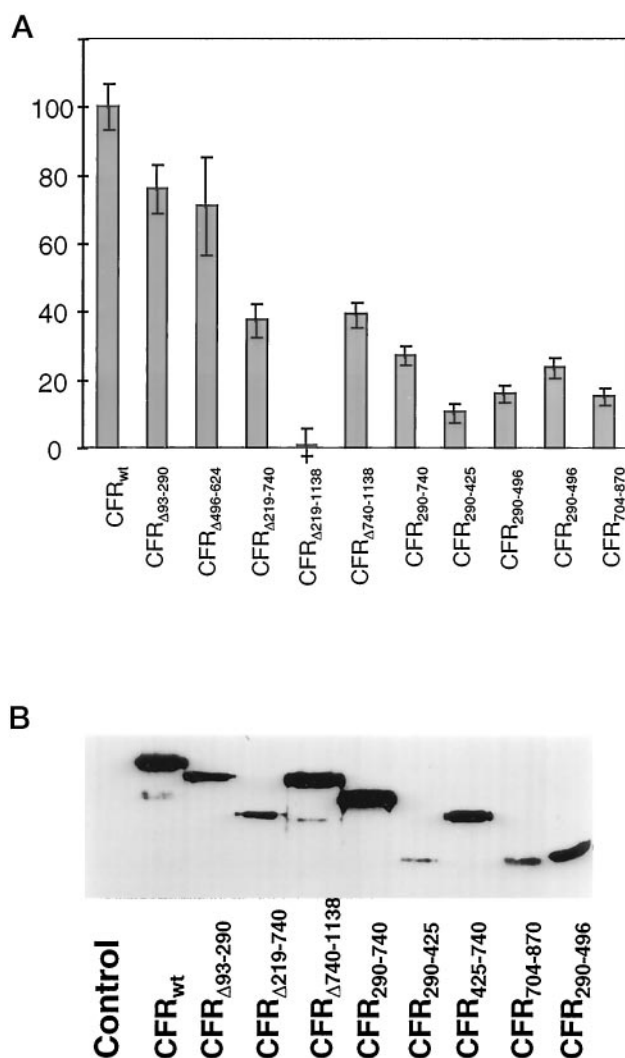 A
100
80
60
40
20
0
CFRwt
CFRΔ93-290
CFRΔ496-624
CFRΔ219-740
CFRΔ219-1138
CFRΔ740-1138
CFR290-740
CFR290-425
CFR290-496
CFR290-496
CFR704-870
B
Control
CFRwt
CFRΔ93-290
CFRΔ219-740
CFRΔ740-1138
CFR290-740
CFR290-425
CFR425-740
CFR704-870
CFR290-496